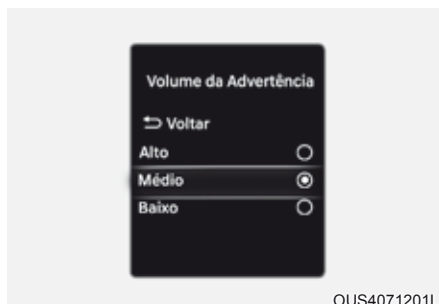 Volume da Advertência
Voltar
Alto
Médio
Baixo
OUS4071201L